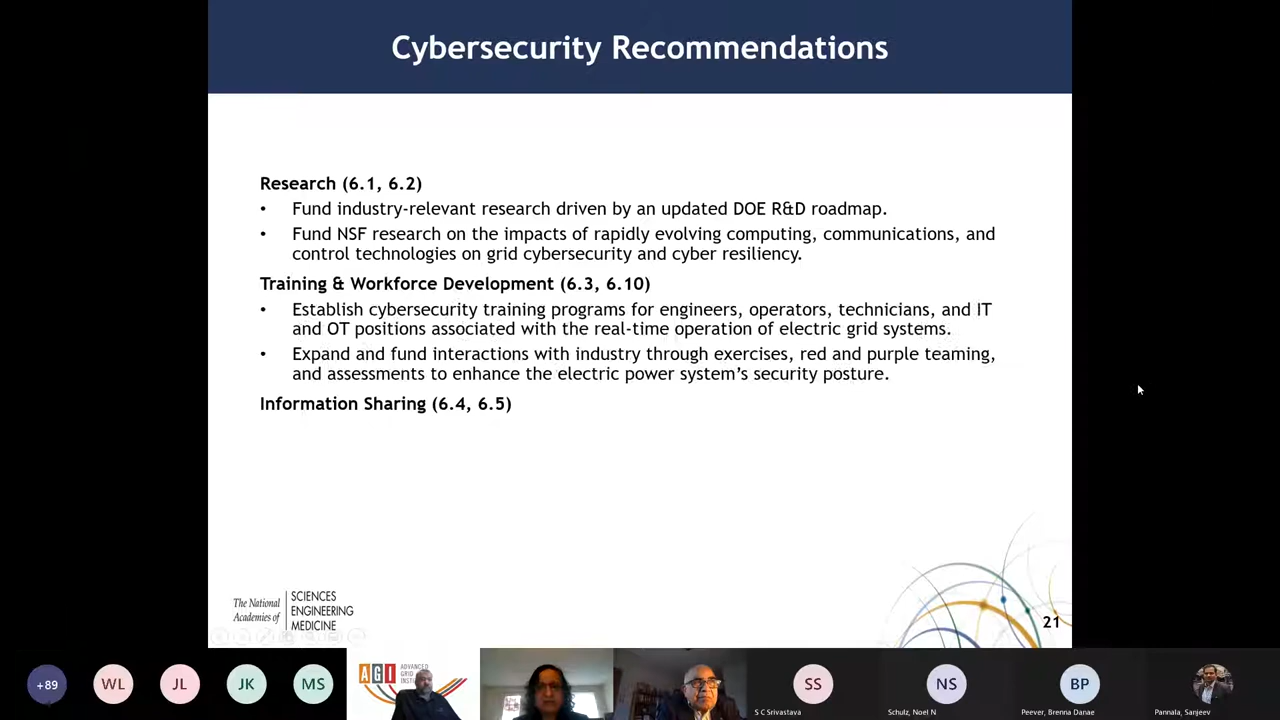 Cybersecurity Recommendations
Research (6.1, 6.2)
• Fund industry-relevant research driven by an updated DOE R&D roadmap.
• Fund NSF research on the impacts of rapidly evolving computing, communications, and
control technologies on grid cybersecurity and cyber resiliency.
Training & Workforce Development (6.3, 6.10)
• Establish cybersecurity training programs for engineers, operators, technicians, and IT
and OT positions associated with the real-time operation of electric grid systems.
• Expand and fund interactions with industry through exercises, red and purple teaming,
and assessments to enhance the electric power system's security posture.
Information Sharing (6.4, 6.5)
The National
Academies of
SCIENCES
ENGINEERING
MEDICINE
21
+89
WL
JL
JK
MS
AGI
ADVANCED
GRID
SS
NS
BP
S C Srivastava
Schulz, Noel N
Peever, Brenna Danae
Pannala, Sanjeev